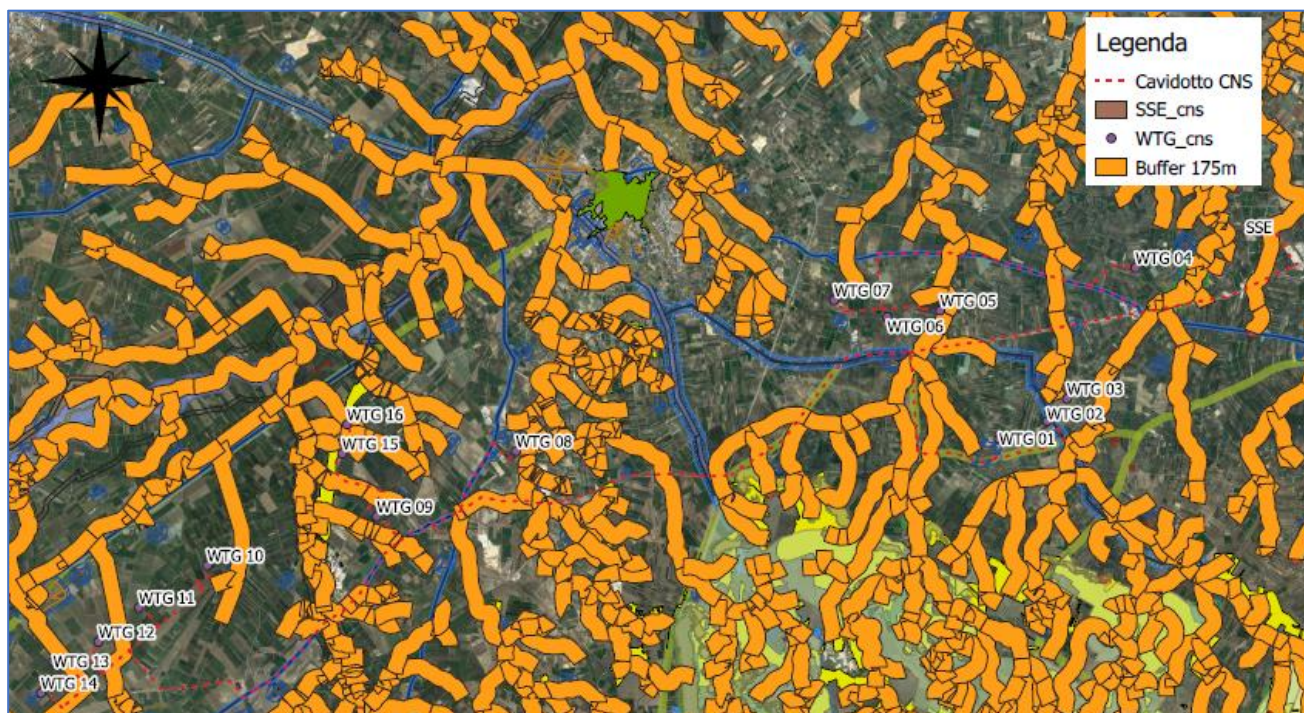 Legenda
Cavidotto CNS
SSE_cns
WTG_cns
Buffer 175m
SSE
WTG 04
WTG 07
WTG 05
WTG 06
WTG 03
WTG 02
WTG 01
WTG 16
WTG 15
WTG 08
WTG 09
WTG 10
WTG 11
WTG 12
WTG 13
WTG 14